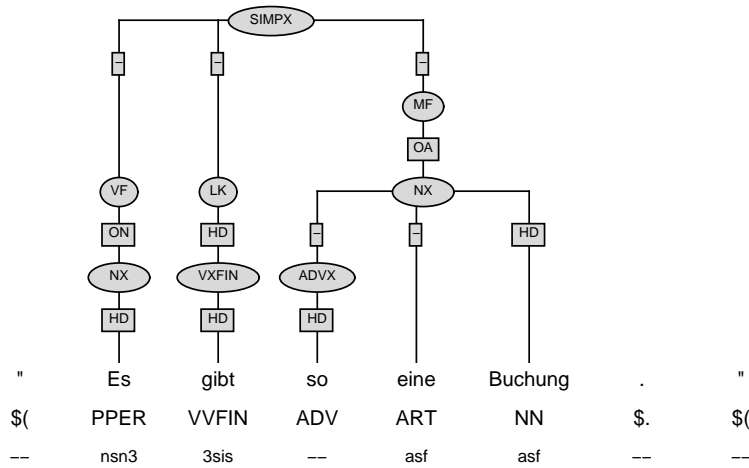 SIMPX
– – –
MF
OA
VF LK NX
ON HD – – HD
NX VXFIN ADVX
HD HD HD
" Es gibt so eine Buchung . "
$( PPER VVFIN ADV ART NN $. $(
–– nsn3 3sis –– asf asf –– ––